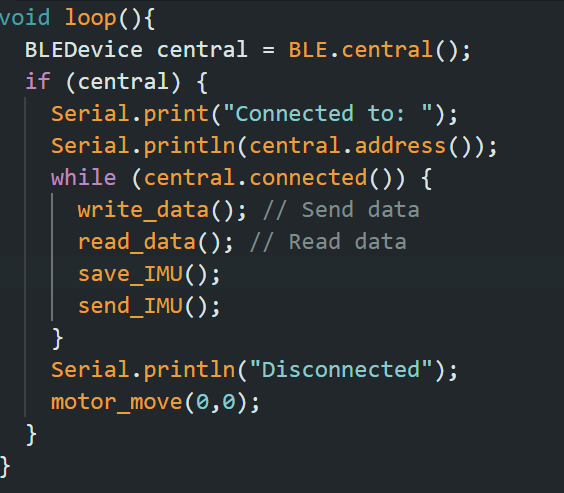 void loop(){
  BLEDevice central = BLE.central();
  if (central) {
    Serial.print("Connected to: ");
    Serial.println(central.address());
    while (central.connected()) {
      write_data(); // Send data
      read_data(); // Read data
      save_IMU();
      send_IMU();
    }
    Serial.println("Disconnected");
    motor_move(0,0);
  }
}